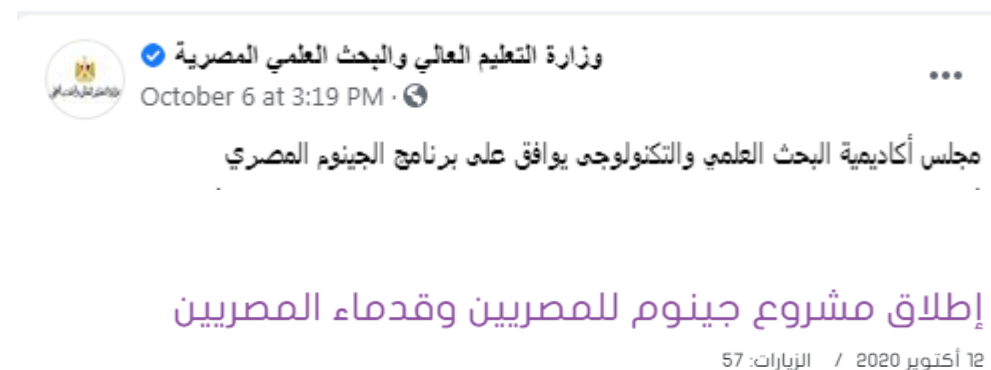 وزارة التعليم العالي والبحث العلمي المصرية
October 6 at 3:19 PM ·
مجلس أكاديمية البحث العلمي والتكنولوجى يوافق على برنامج الجينوم المصري
إطلاق مشروع جينوم للمصريين وقدماء المصريين
12 أكتوبر 2020 / الزيارات: 57